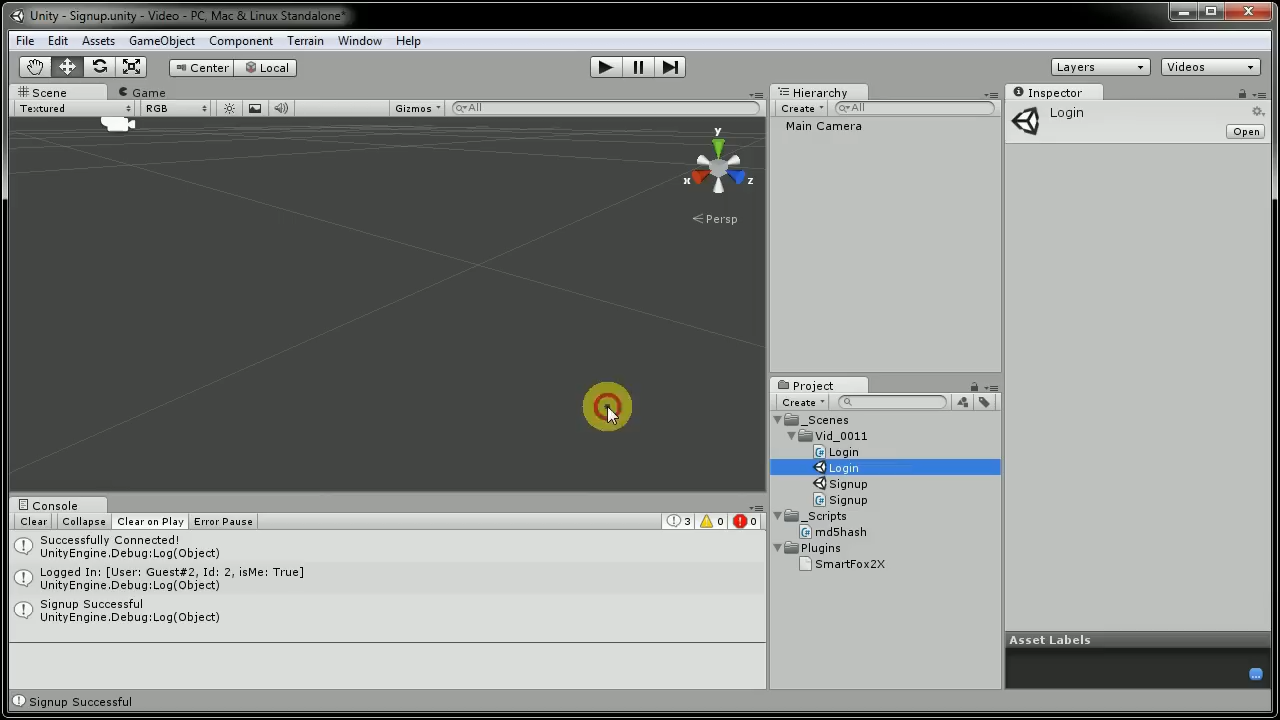 Unity - Signup.unity - Video - PC, Mac & Linux Standalone*
File Edit Assets GameObject Component Terrain Window Help
Center Local Layers Videos
Scene Game
Textured RGB Gizmos All
y
x z
Persp
Hierarchy
Create All
Main Camera
Inspector
Login
Open
Project
Create
_Scenes
Vid_0011
Login
Login
Signup
Signup
_Scripts
md5hash
Plugins
SmartFox2X
Asset Labels
Console
Clear Collapse Clear on Play Error Pause 3 0 0
Successfully Connected!
UnityEngine.Debug:Log(Object)
Logged In: [User: Guest#2, Id: 2, isMe: True]
UnityEngine.Debug:Log(Object)
Signup Successful
UnityEngine.Debug:Log(Object)
Signup Successful